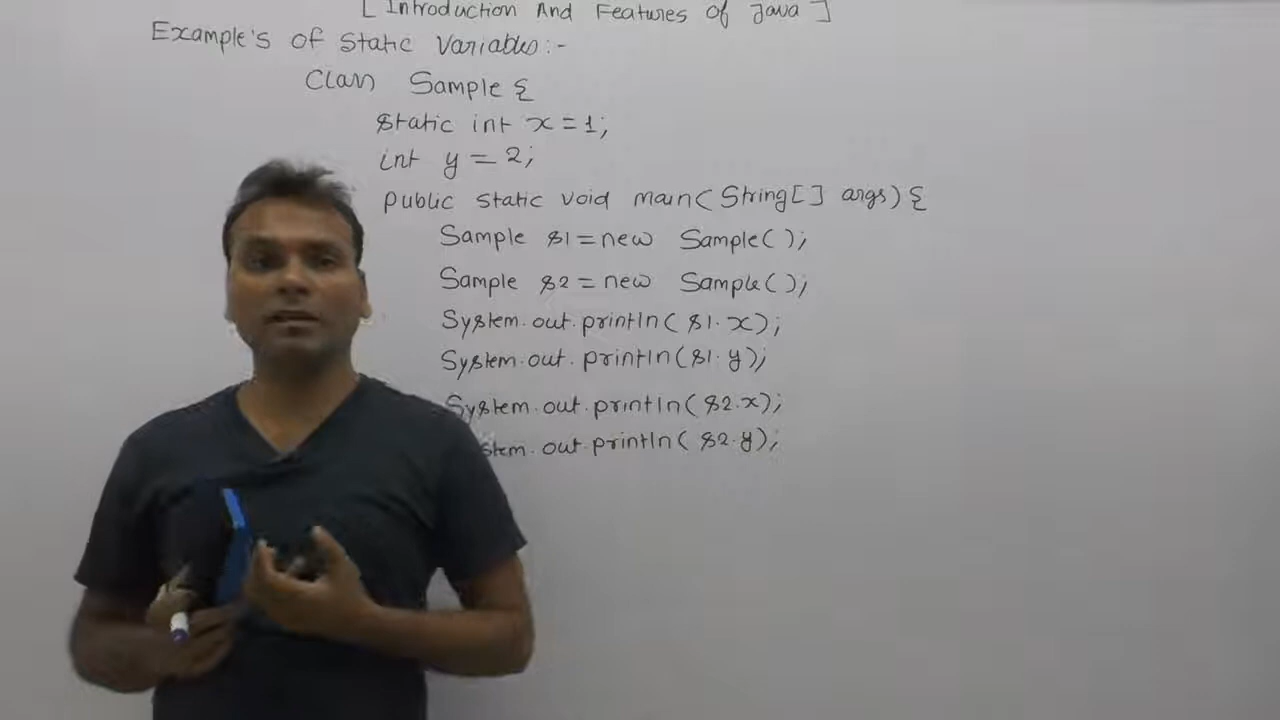 [ Introduction And Features of Java ]
Example's of Static Variables:-
Class Sample {
static int x = 1;
int y = 2;
public static void main( String[ ] args) {
Sample s1 = new Sample( );
Sample s2 = new Sample( );
System.out.println( s1.x );
System.out.println( s1.y );
System.out.println( s2.x );
stem.out.println( s2.y );